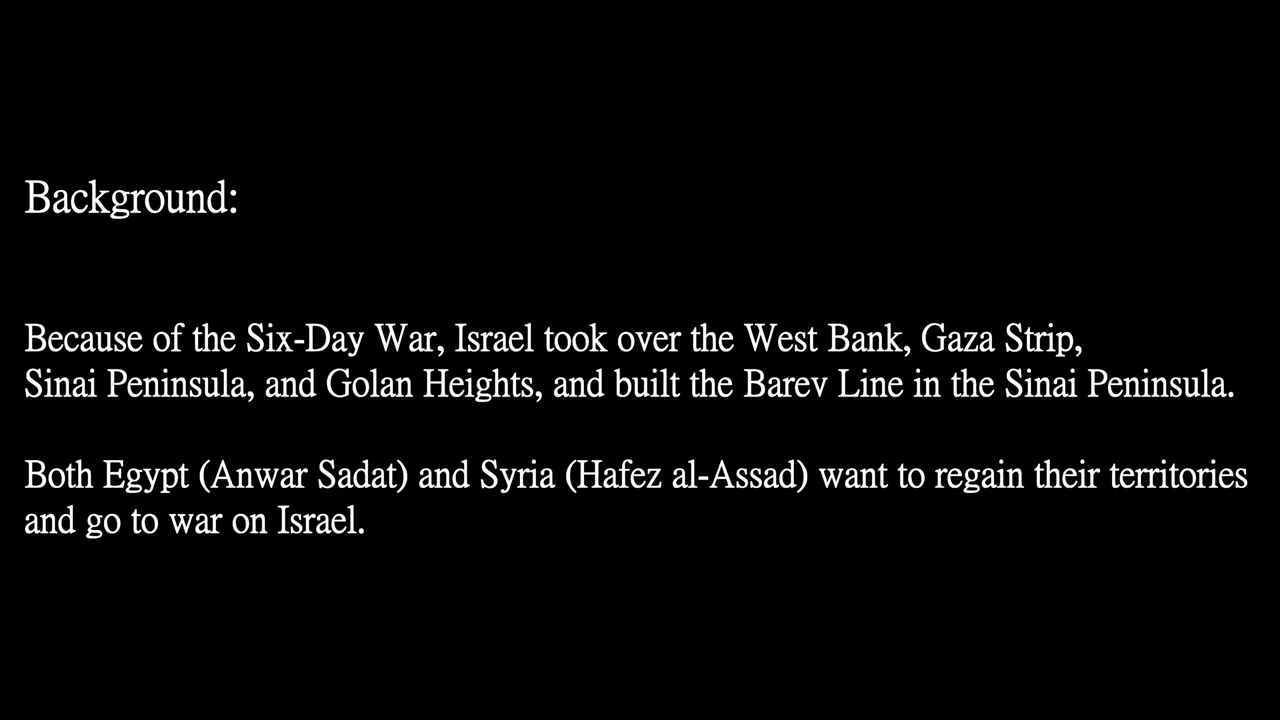 Background:
Because of the Six-Day War, Israel took over the West Bank, Gaza Strip,
Sinai Peninsula, and Golan Heights, and built the Barev Line in the Sinai Peninsula.
Both Egypt (Anwar Sadat) and Syria (Hafez al-Assad) want to regain their territories
and go to war on Israel.